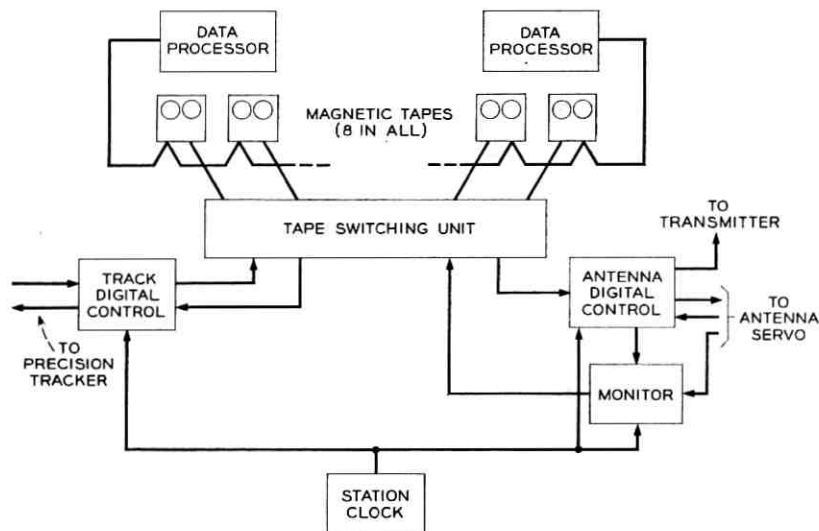 DATA
PROCESSOR
DATA
PROCESSOR
MAGNETIC TAPES
(8 IN ALL)
TAPE SWITCHING UNIT
TO
TRANSMITTER
TRACK
DIGITAL
CONTROL
ANTENNA
DIGITAL
CONTROL
TO
ANTENNA
SERVO
TO
PRECISION
TRACKER
MONITOR
STATION
CLOCK